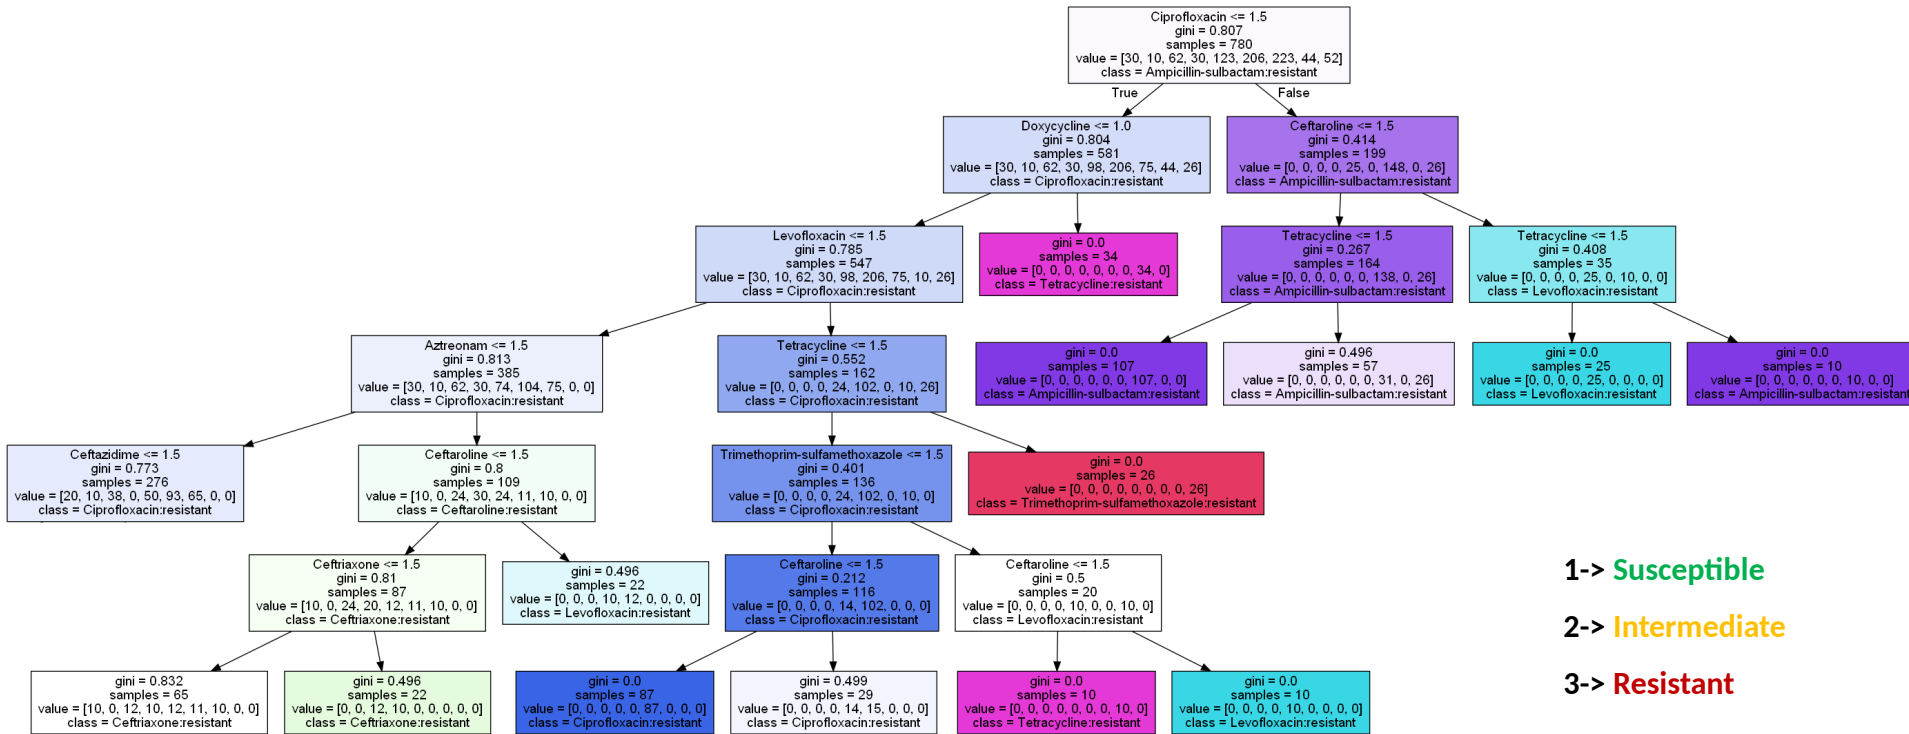 Ciprofloxacin <= 1.5
gini = 0.807
samples = 780
value = [30, 10, 62, 30, 123, 206, 223, 44, 52]
class = Ampicillin-sulbactam:resistant
True
False
Doxycycline <= 1.0
gini = 0.804
samples = 581
value = [30, 10, 62, 30, 98, 206, 75, 44, 26]
class = Ciprofloxacin:resistant
Ceftaroline <= 1.5
gini = 0.414
samples = 199
value = [0, 0, 0, 0, 25, 0, 148, 0, 26]
class = Ampicillin-sulbactam:resistant
Levofloxacin <= 1.5
gini = 0.785
samples = 547
value = [30, 10, 62, 30, 98, 206, 75, 10, 26]
class = Ciprofloxacin:resistant
gini = 0.0
samples = 34
value = [0, 0, 0, 0, 0, 0, 0, 34, 0]
class = Tetracycline:resistant
Tetracycline <= 1.5
gini = 0.267
samples = 164
value = [0, 0, 0, 0, 0, 0, 138, 0, 26]
class = Ampicillin-sulbactam:resistant
Tetracycline <= 1.5
gini = 0.408
samples = 35
value = [0, 0, 0, 0, 25, 0, 10, 0, 0]
class = Levofloxacin:resistant
Aztreonam <= 1.5
gini = 0.813
samples = 385
value = [30, 10, 62, 30, 74, 104, 75, 0, 0]
class = Ciprofloxacin:resistant
Tetracycline <= 1.5
gini = 0.552
samples = 162
value = [0, 0, 0, 0, 24, 102, 0, 10, 26]
class = Ciprofloxacin:resistant
gini = 0.0
samples = 107
value = [0, 0, 0, 0, 0, 0, 107, 0, 0]
class = Ampicillin-sulbactam:resistant
gini = 0.496
samples = 57
value = [0, 0, 0, 0, 0, 0, 31, 0, 26]
class = Ampicillin-sulbactam:resistant
gini = 0.0
samples = 25
value = [0, 0, 0, 0, 25, 0, 0, 0, 0]
class = Levofloxacin:resistant
gini = 0.0
samples = 10
value = [0, 0, 0, 0, 0, 0, 10, 0, 0]
class = Ampicillin-sulbactam:resistant
Ceftazidime <= 1.5
gini = 0.773
samples = 276
value = [20, 10, 38, 0, 50, 93, 65, 0, 0]
class = Ciprofloxacin:resistant
Ceftaroline <= 1.5
gini = 0.8
samples = 109
value = [10, 0, 24, 30, 24, 11, 10, 0, 0]
class = Ceftaroline:resistant
Trimethoprim-sulfamethoxazole <= 1.5
gini = 0.401
samples = 136
value = [0, 0, 0, 0, 24, 102, 0, 10, 0]
class = Ciprofloxacin:resistant
gini = 0.0
samples = 26
value = [0, 0, 0, 0, 0, 0, 0, 0, 26]
class = Trimethoprim-sulfamethoxazole:resistant
Ceftriaxone <= 1.5
gini = 0.81
samples = 87
value = [10, 0, 24, 20, 12, 11, 10, 0, 0]
class = Ceftriaxone:resistant
gini = 0.496
samples = 22
value = [0, 0, 0, 10, 12, 0, 0, 0, 0]
class = Levofloxacin:resistant
Ceftaroline <= 1.5
gini = 0.212
samples = 116
value = [0, 0, 0, 0, 14, 102, 0, 0, 0]
class = Ciprofloxacin:resistant
Ceftaroline <= 1.5
gini = 0.5
samples = 20
value = [0, 0, 0, 0, 10, 0, 0, 10, 0]
class = Levofloxacin:resistant
gini = 0.832
samples = 65
value = [10, 0, 12, 10, 12, 11, 10, 0, 0]
class = Ceftriaxone:resistant
gini = 0.496
samples = 22
value = [0, 0, 12, 10, 0, 0, 0, 0, 0]
class = Ceftriaxone:resistant
gini = 0.0
samples = 87
value = [0, 0, 0, 0, 0, 87, 0, 0, 0]
class = Ciprofloxacin:resistant
gini = 0.499
samples = 29
value = [0, 0, 0, 0, 14, 15, 0, 0, 0]
class = Ciprofloxacin:resistant
gini = 0.0
samples = 10
value = [0, 0, 0, 0, 0, 0, 0, 10, 0]
class = Tetracycline:resistant
gini = 0.0
samples = 10
value = [0, 0, 0, 0, 10, 0, 0, 0, 0]
class = Levofloxacin:resistant
1-> Susceptible
2-> Intermediate
3-> Resistant